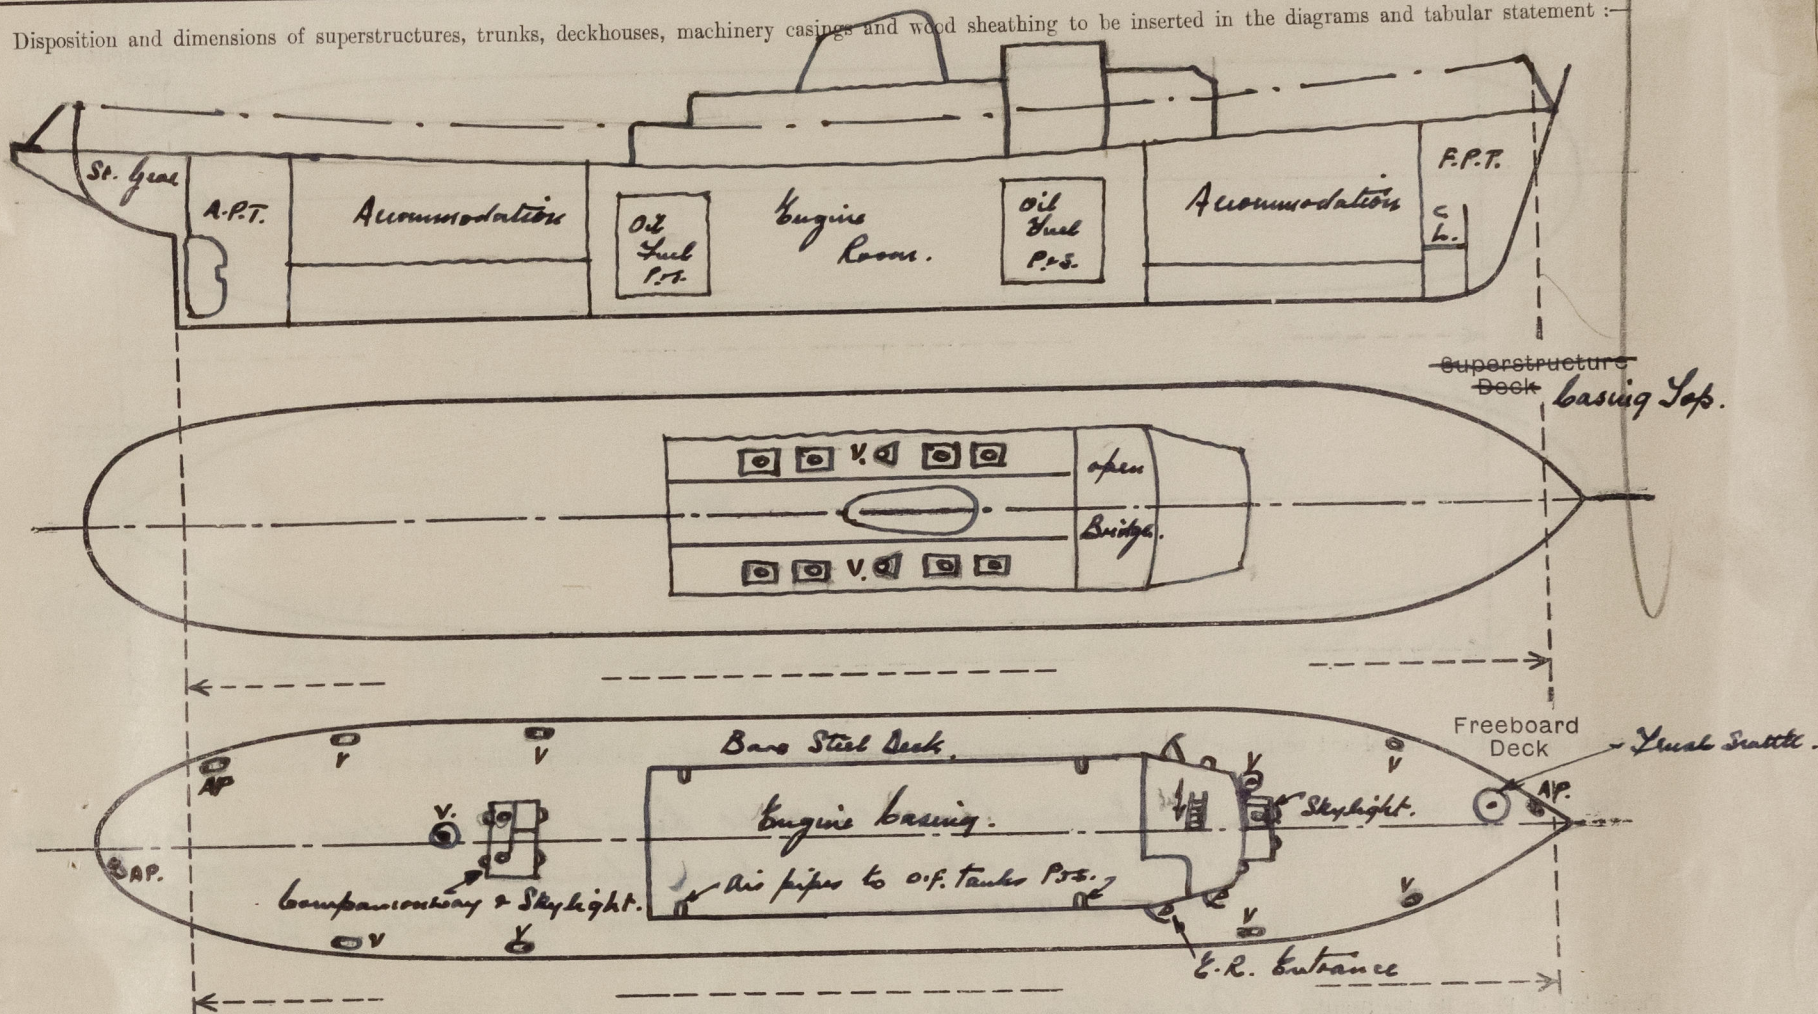 Disposition and dimensions of superstructures, trunks, deckhouses, machinery casings and wood sheathing to be inserted in the diagrams and tabular statement :—
St. Gear
A.P.T.
Accommodation
Oil
Fuel
P.&S.
Engine
Room.
Oil
Fuel
P.&S.
Accommodation
F.P.T.
C
L.
Superstructure
Deck
Casing Top.
V.
open
Bridge.
V.
Freeboard
Deck
Flush Scuttle.
Bare Steel Deck.
V
V
AP
V.
Engine Casing.
V
Skylight.
V
AP.
AP.
Companionway & Skylight.
Air pipes to O.F. Tanks P&S.
V
V
V
V
E.R. Entrance